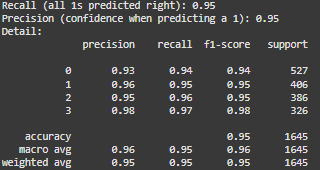 Recall (all 1s predicted right): 0.95
Precision (confidence when predicting a 1): 0.95
Detail:
precision recall f1-score support
0 0.93 0.94 0.94 527
1 0.96 0.95 0.95 406
2 0.95 0.96 0.95 386
3 0.98 0.97 0.98 326
accuracy 0.95 1645
macro avg 0.96 0.95 0.96 1645
weighted avg 0.95 0.95 0.95 1645